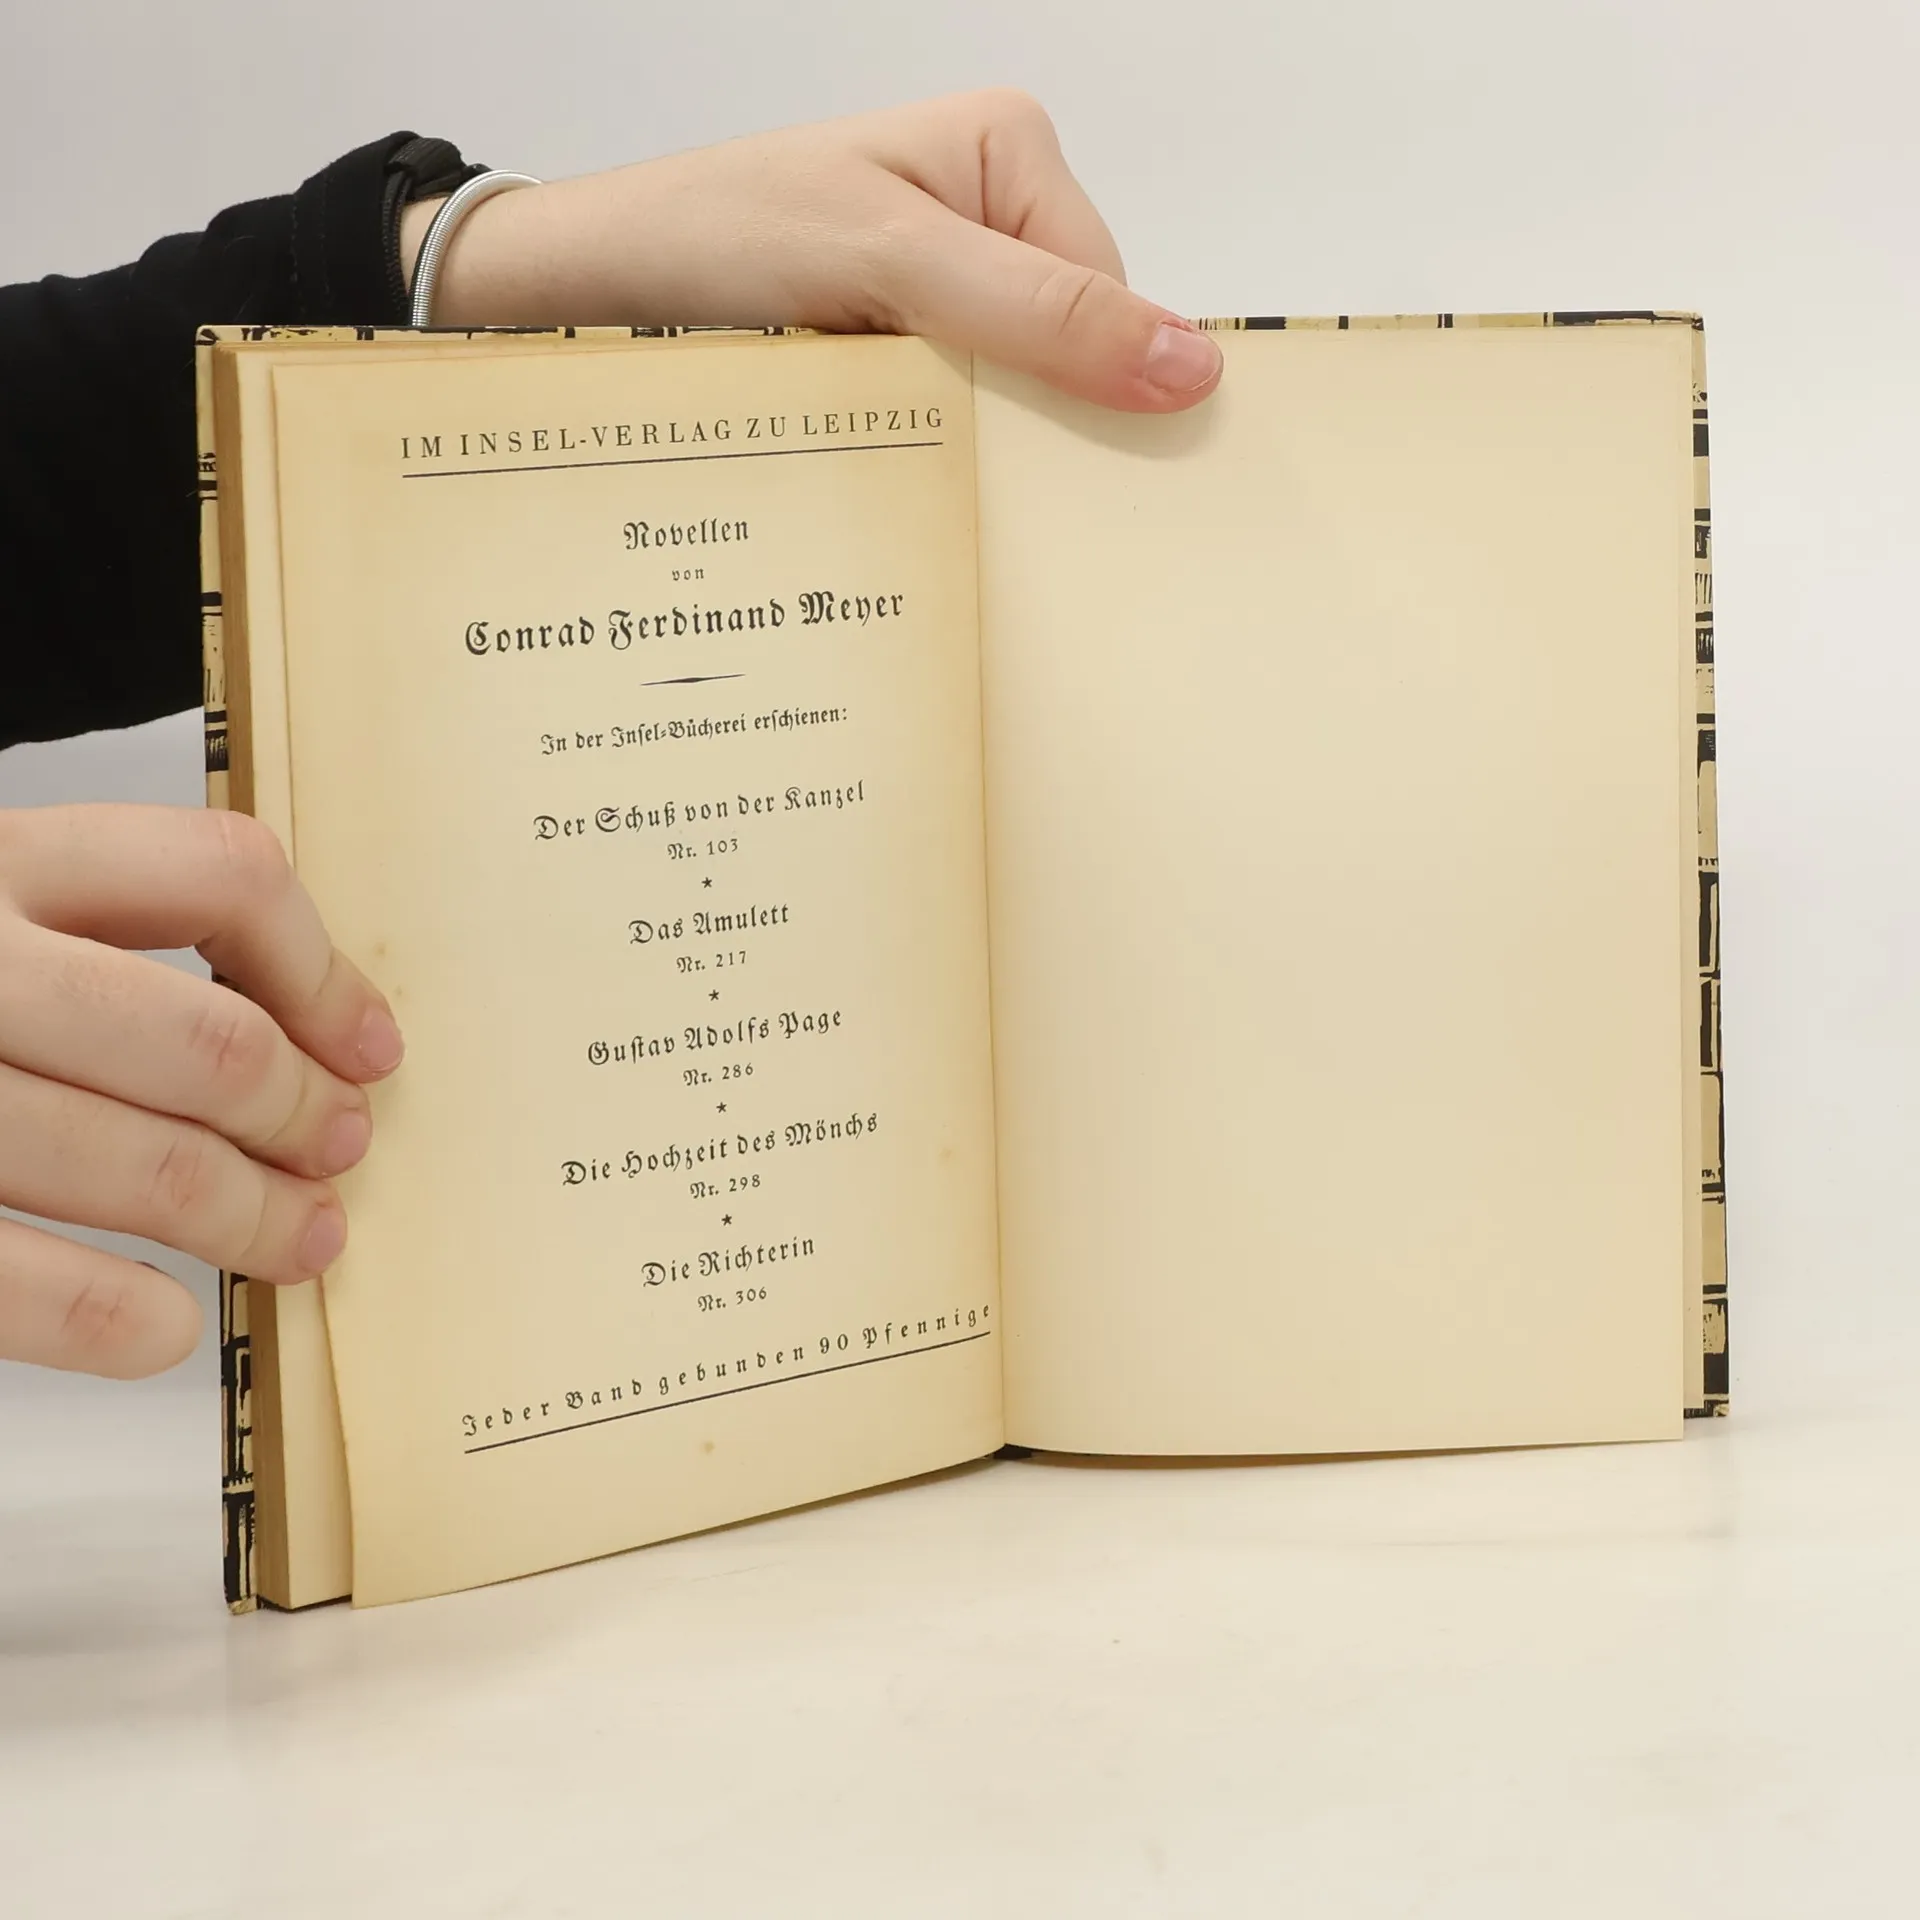 IM INSEL-VERLAG ZU LEIPZIG
Novellen
von
Conrad Ferdinand Meyer
In der Insel-Bücherei erschienen:
Der Schuß von der Kanzel
Nr. 103
*
Das Amulett
Nr. 217
*
Gustav Adolfs Page
Nr. 286
*
Die Hochzeit des Mönchs
Nr. 298
*
Die Richterin
Nr. 306
Jeder Band gebunden 90 Pfennige